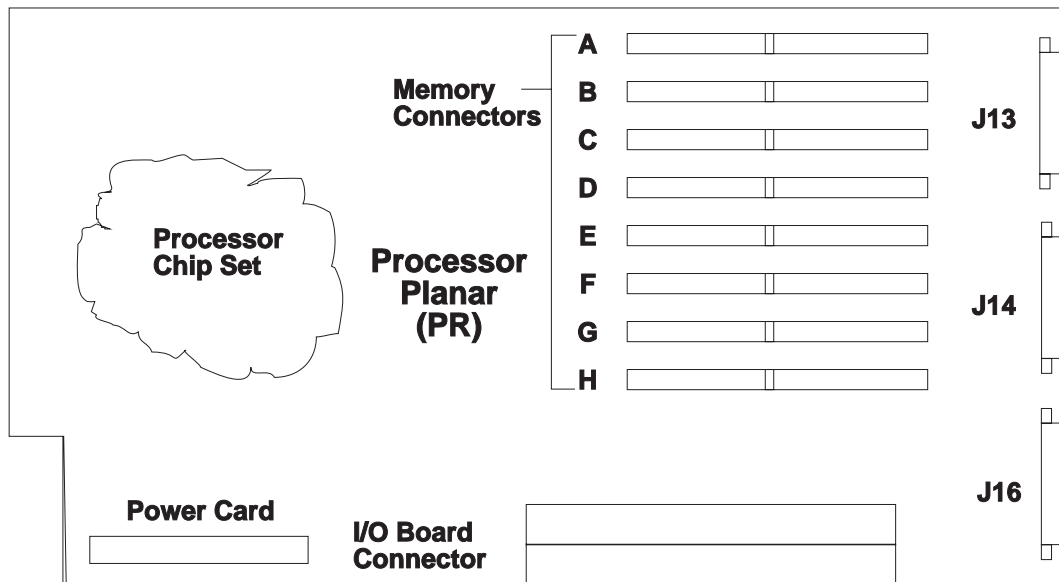 A
Memory
Connectors
B
C
D
E
F
G
H
J13
J14
J16
Processor
Chip Set
Processor
Planar
(PR)
Power Card
I/O Board
Connector